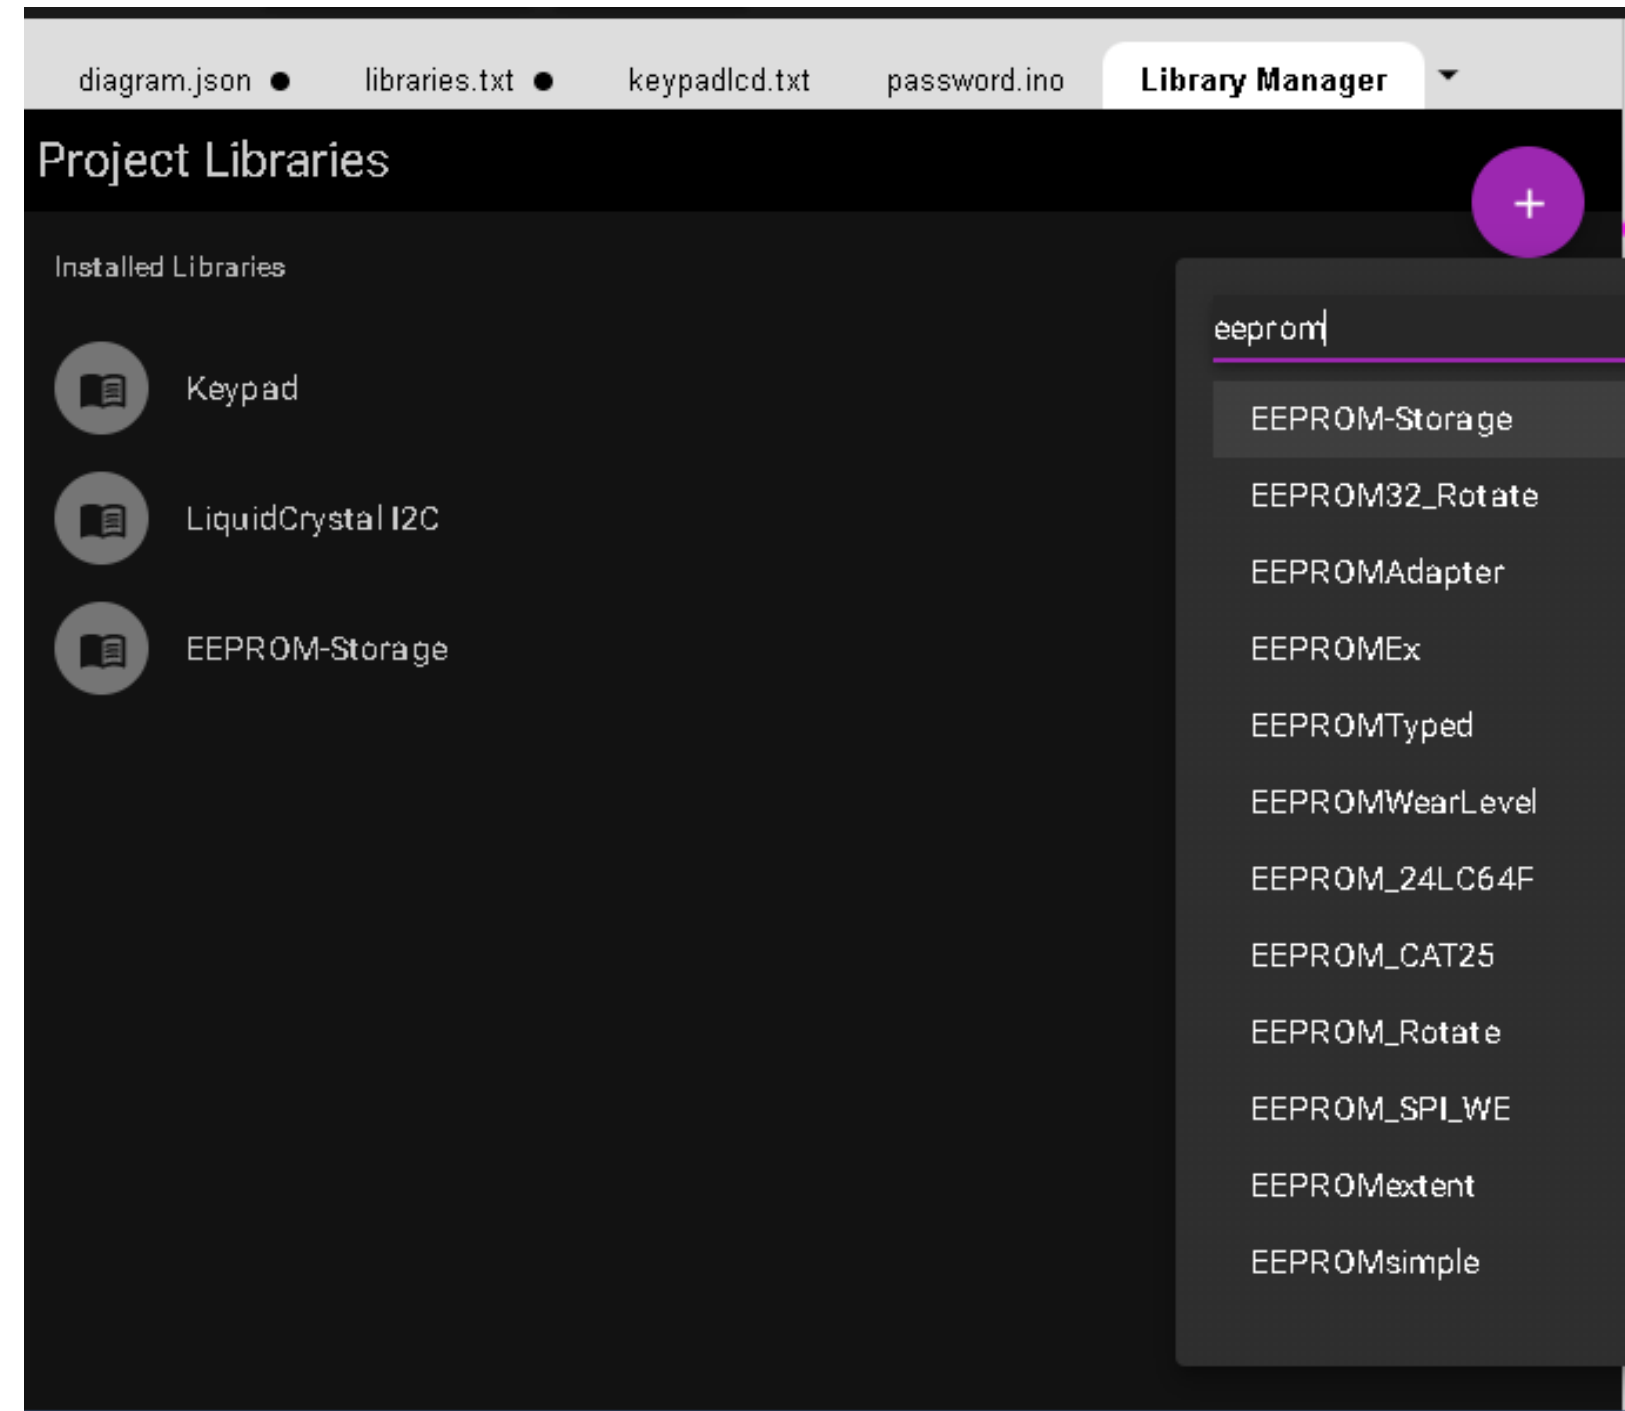 diagram.json ● libraries.txt ● keypadlcd.txt password.ino Library Manager
Project Libraries
+
Installed Libraries
eeprom
Keypad
LiquidCrystal I2C
EEPROM-Storage
EEPROM-Storage
EEPROM32_Rotate
EEPROMAdapter
EEPROMEx
EEPROMTyped
EEPROMWearLevel
EEPROM_24LC64F
EEPROM_CAT25
EEPROM_Rotate
EEPROM_SPI_WE
EEPROMextent
EEPROMsimple